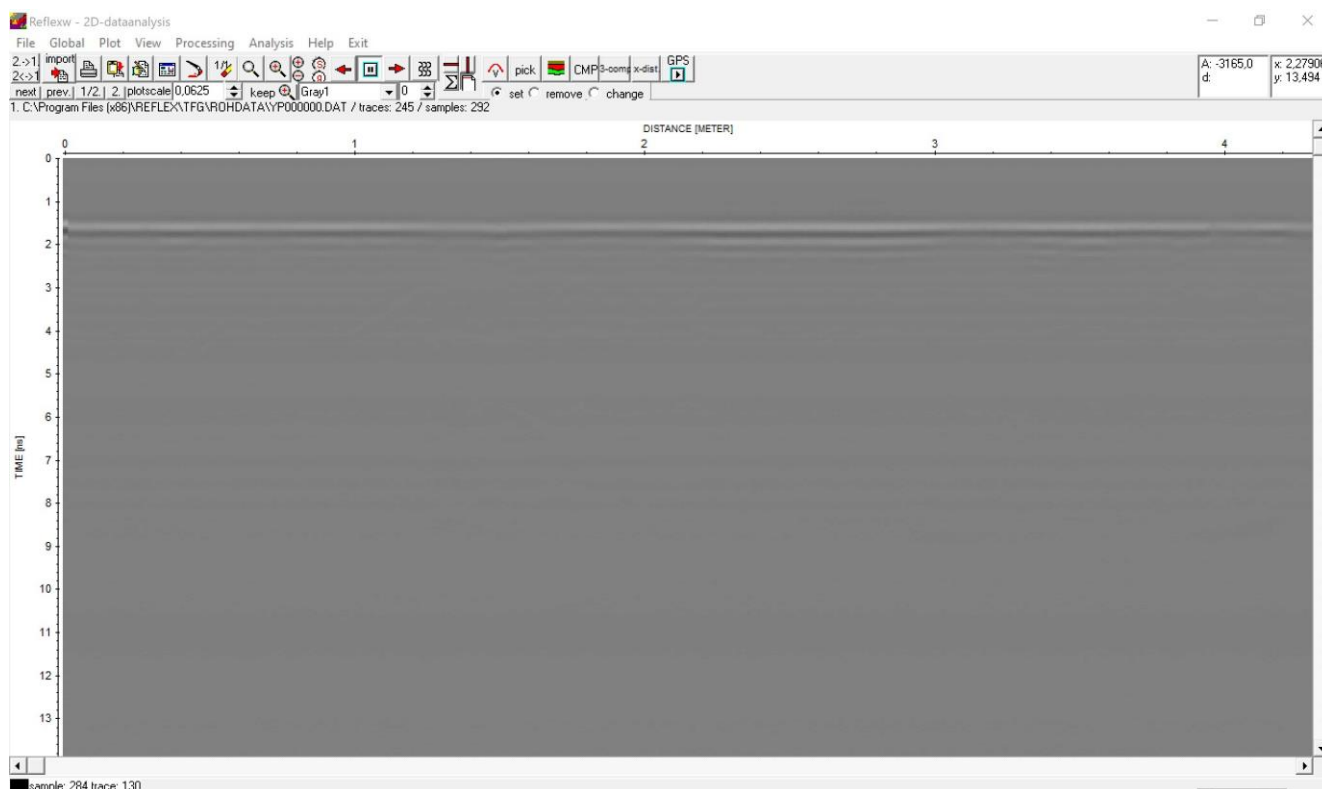 Reflexw - 2D-dataanalysis
File Global Plot View Processing Analysis Help Exit
2.->1. import 1/2 pick CMP 3-comp x-dist. GPS
2<->1
A: -3165,0 x: 2,2790
d: y: 13,494
next prev. 1/2. 2. plotscale 0,0625 keep Gray1 0 set remove change
1. C:\Program Files (x86)\REFLEX\TFG\ROHDATA\YP000000.DAT / traces: 245 / samples: 292
DISTANCE [METER]
0 1 2 3 4
0
1
2
3
4
5
6
7
8
9
10
11
12
13
TIME [ns]
sample: 284 trace: 130